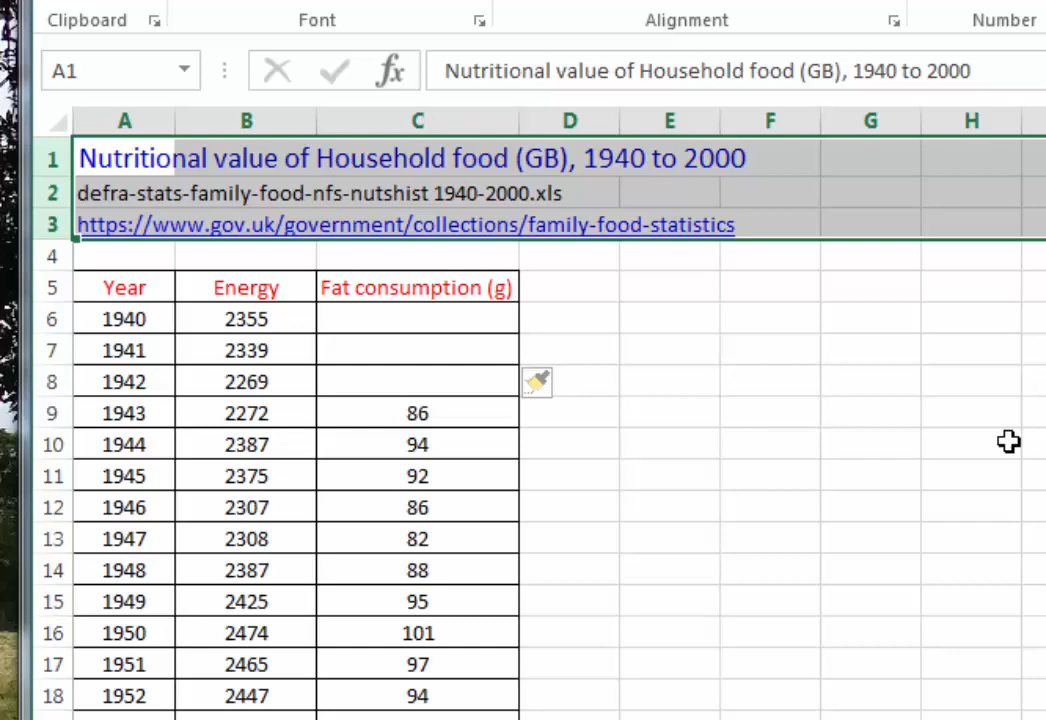 Clipboard Font Alignment Number
A1 fx Nutritional value of Household food (GB), 1940 to 2000
A B C D E F G H
1 Nutritional value of Household food (GB), 1940 to 2000
2 defra-stats-family-food-nfs-nutshist 1940-2000.xls
3 https://www.gov.uk/government/collections/family-food-statistics
4
5 Year Energy Fat consumption (g)
6 1940 2355
7 1941 2339
8 1942 2269
9 1943 2272 86
10 1944 2387 94
11 1945 2375 92
12 1946 2307 86
13 1947 2308 82
14 1948 2387 88
15 1949 2425 95
16 1950 2474 101
17 1951 2465 97
18 1952 2447 94